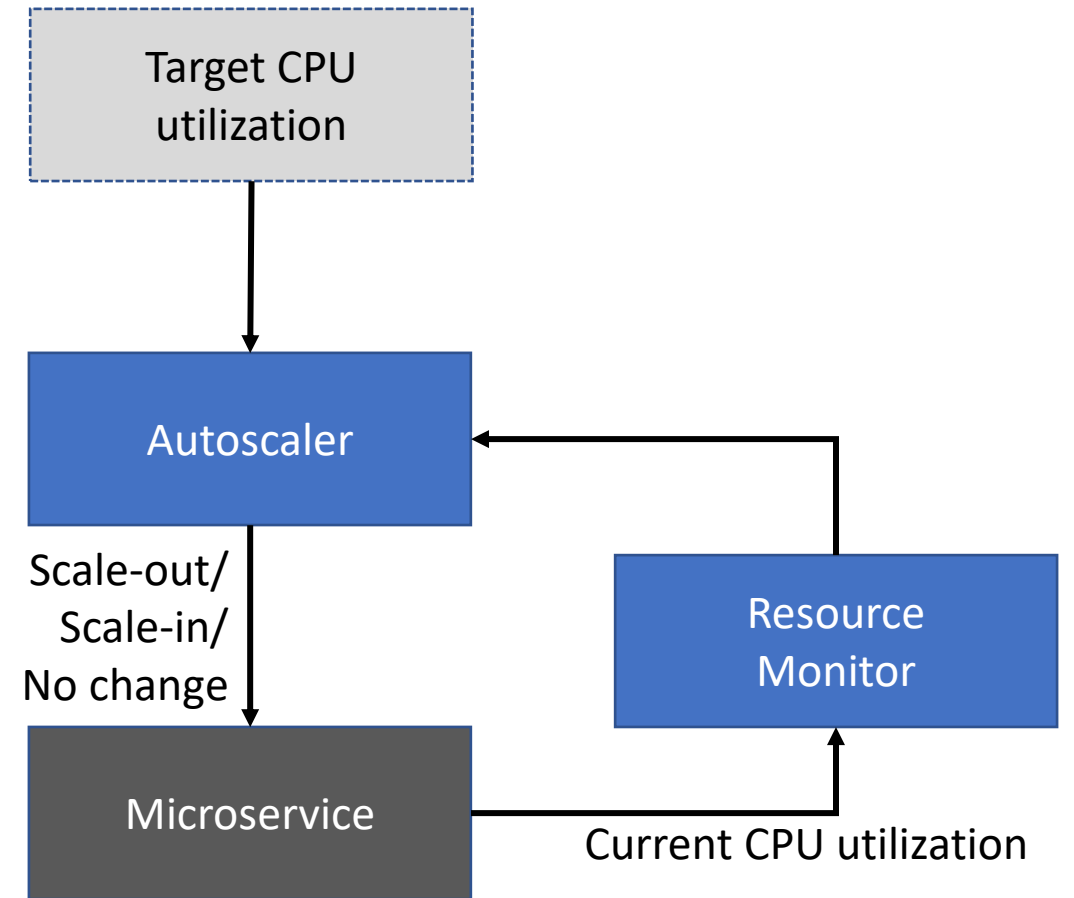 Target CPU
utilization
Autoscaler
Scale-out/
Scale-in/
No change
Resource
Monitor
Microservice
Current CPU utilization